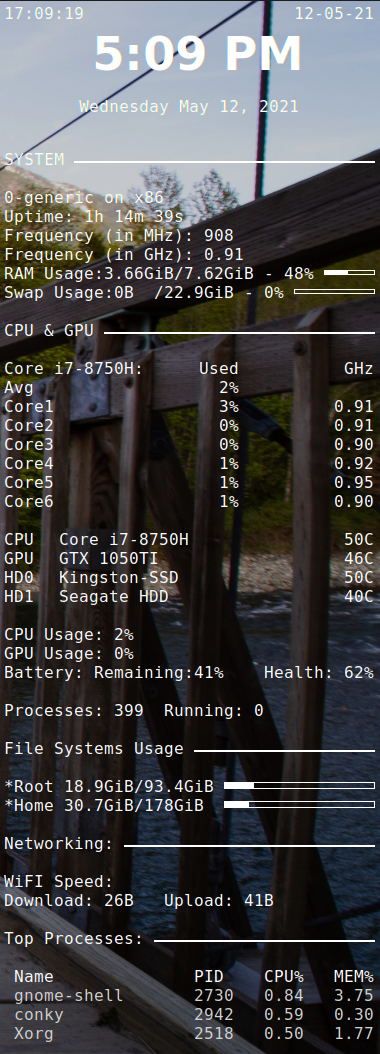 17:09:19 12-05-21
5:09 PM
Wednesday May 12, 2021
SYSTEM
0-generic on x86
Uptime: 1h 14m 39s
Frequency (in MHz): 908
Frequency (in GHz): 0.91
RAM Usage:3.66GiB/7.62GiB - 48%
Swap Usage:0B /22.9GiB - 0%
CPU & GPU
Core i7-8750H: Used GHz
Avg 2%
Core1 3% 0.91
Core2 0% 0.91
Core3 0% 0.90
Core4 1% 0.92
Core5 1% 0.95
Core6 1% 0.90
CPU Core i7-8750H 50C
GPU GTX 1050TI 46C
HD0 Kingston-SSD 50C
HD1 Seagate HDD 40C
CPU Usage: 2%
GPU Usage: 0%
Battery: Remaining:41% Health: 62%
Processes: 399 Running: 0
File Systems Usage
*Root 18.9GiB/93.4GiB
*Home 30.7GiB/178GiB
Networking:
WiFI Speed:
Download: 26B Upload: 41B
Top Processes:
Name PID CPU% MEM%
gnome-shell 2730 0.84 3.75
conky 2942 0.59 0.30
Xorg 2518 0.50 1.77